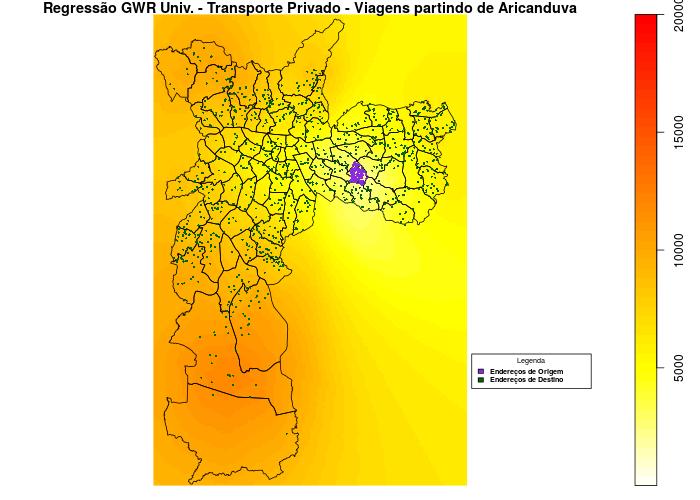 Regressão GWR Univ. - Transporte Privado - Viagens partindo de Aricanduva
20000
15000
10000
5000
Legenda
Endereços de Origem
Endereços de Destino